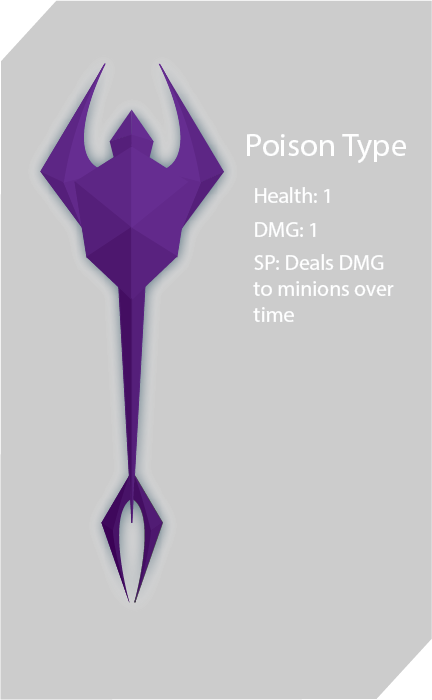 Poison Type
Health: 1
DMG: 1
SP: Deals DMG
to minions over
time